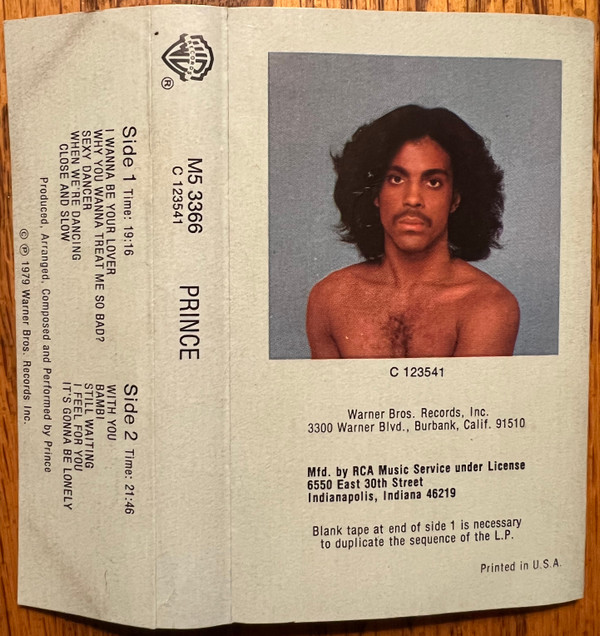 Side 1 Time: 19:16
I WANNA BE YOUR LOVER
WHY YOU WANNA TREAT ME SO BAD?
SEXY DANCER
WHEN WE'RE DANCING
CLOSE AND SLOW
Side 2 Time: 21:46
WITH YOU
BAMBI
STILL WAITING
I FEEL FOR YOU
IT'S GONNA BE LONELY
Produced, Arranged, Composed and Performed by Prince
© ℗ 1979 Warner Bros. Records Inc.
WB
RECORDS
®
M5 3366
C 123541
PRINCE
C 123541
Warner Bros. Records, Inc.
3300 Warner Blvd., Burbank, Calif. 91510
Mfd. by RCA Music Service under License
6550 East 30th Street
Indianapolis, Indiana 46219
Blank tape at end of side 1 is necessary
to duplicate the sequence of the L.P.
Printed in U.S.A.